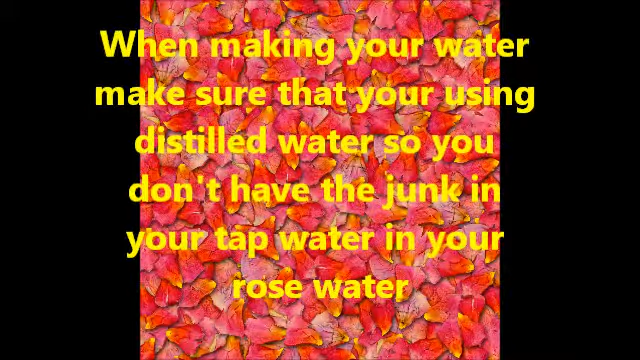 When making your water
make sure that your using
distilled water so you
don't have the junk in
your tap water in your
rose water